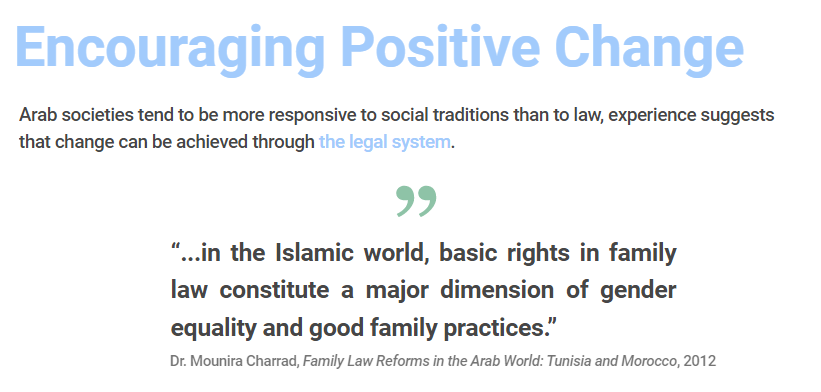 Encouraging Positive Change
Arab societies tend to be more responsive to social traditions than to law, experience suggests
that change can be achieved through the legal system.
”
“...in the Islamic world, basic rights in family
law constitute a major dimension of gender
equality and good family practices.”
Dr. Mounira Charrad, Family Law Reforms in the Arab World: Tunisia and Morocco, 2012